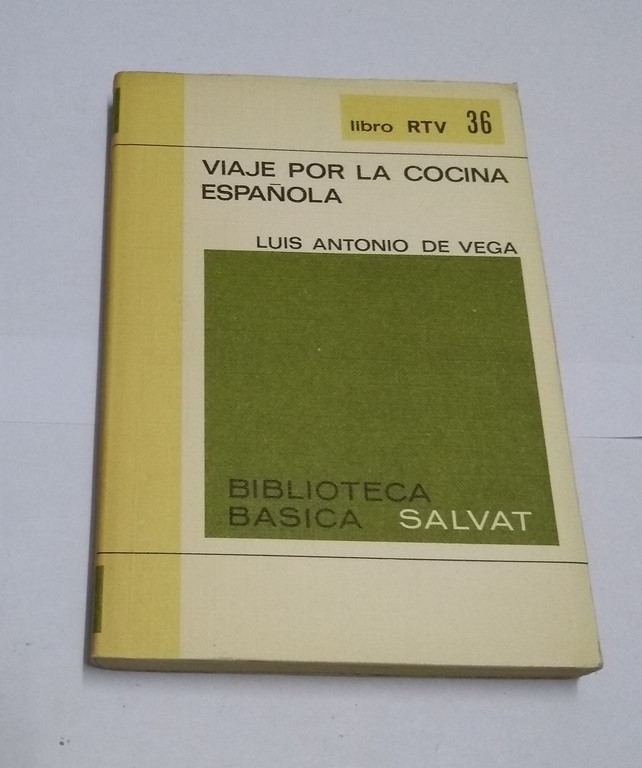 libro RTV 36
VIAJE POR LA COCINA
ESPAÑOLA
LUIS ANTONIO DE VEGA
BIBLIOTECA
BASICA SALVAT